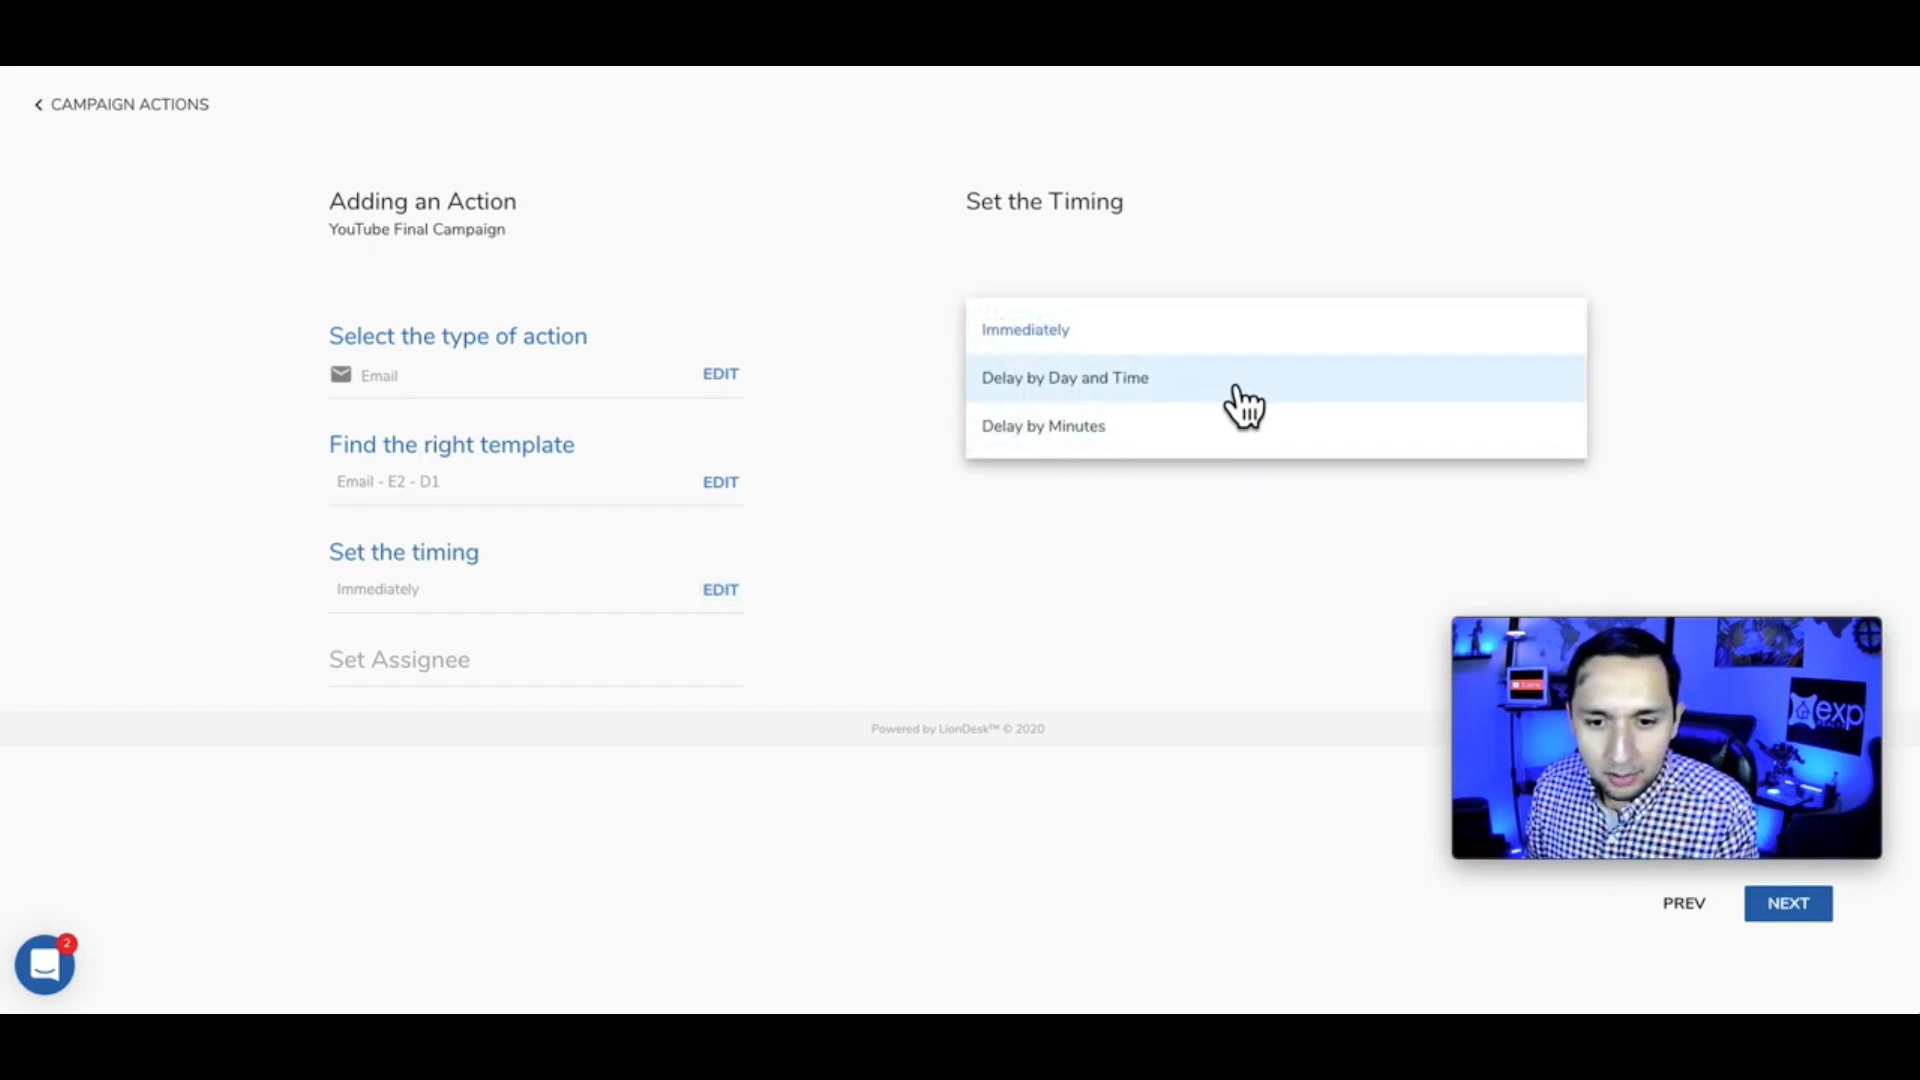 CAMPAIGN ACTIONS
Adding an Action
YouTube Final Campaign
Select the type of action
Email
EDIT
Find the right template
Email - E2 - D1
EDIT
Set the timing
Immediately
EDIT
Set Assignee
Set the Timing
Immediately
Delay by Day and Time
Delay by Minutes
Powered by LionDesk™ © 2020
exp
PREV
NEXT
2